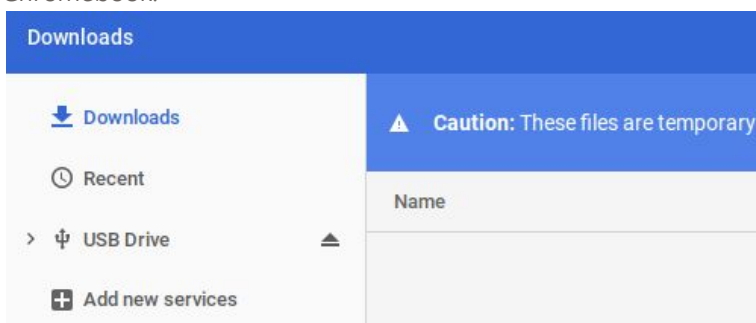 Downloads
Downloads
Caution: These files are temporary
Recent
Name
USB Drive
Add new services